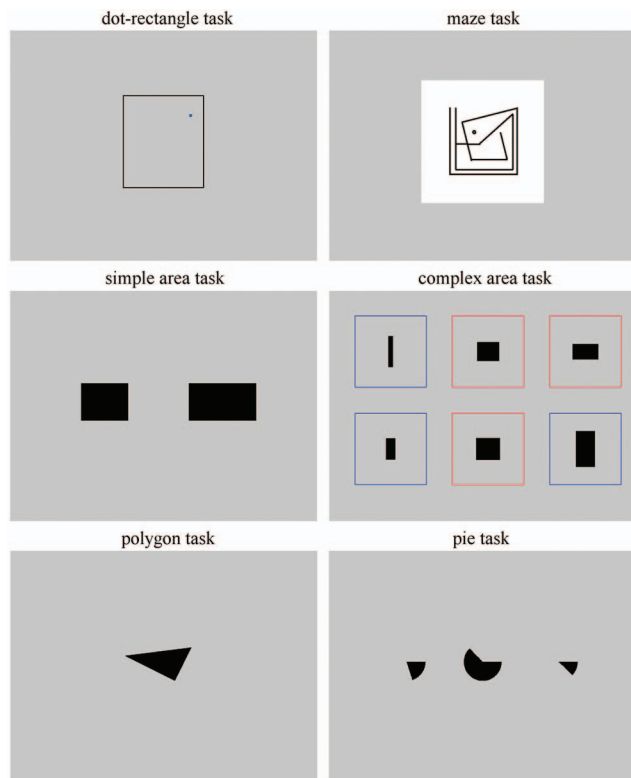 dot-rectangle task
maze task
simple area task
complex area task
polygon task
pie task